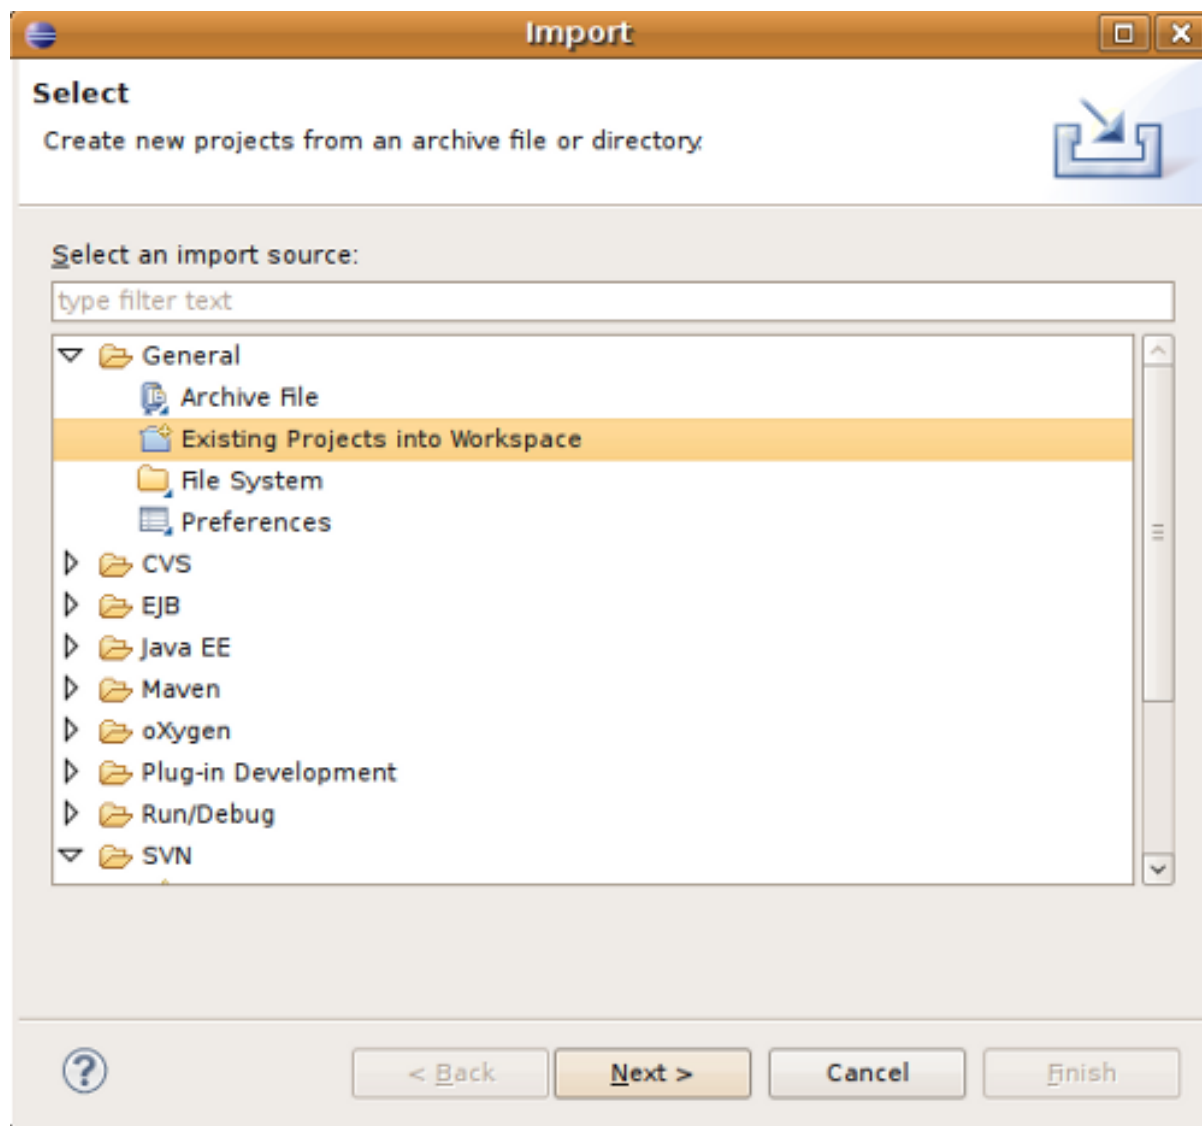 Import
Select
Create new projects from an archive file or directory.
Select an import source:
type filter text
General
Archive File
Existing Projects into Workspace
File System
Preferences
CVS
EJB
Java EE
Maven
oXygen
Plug-in Development
Run/Debug
SVN
?
< Back Next > Cancel Finish